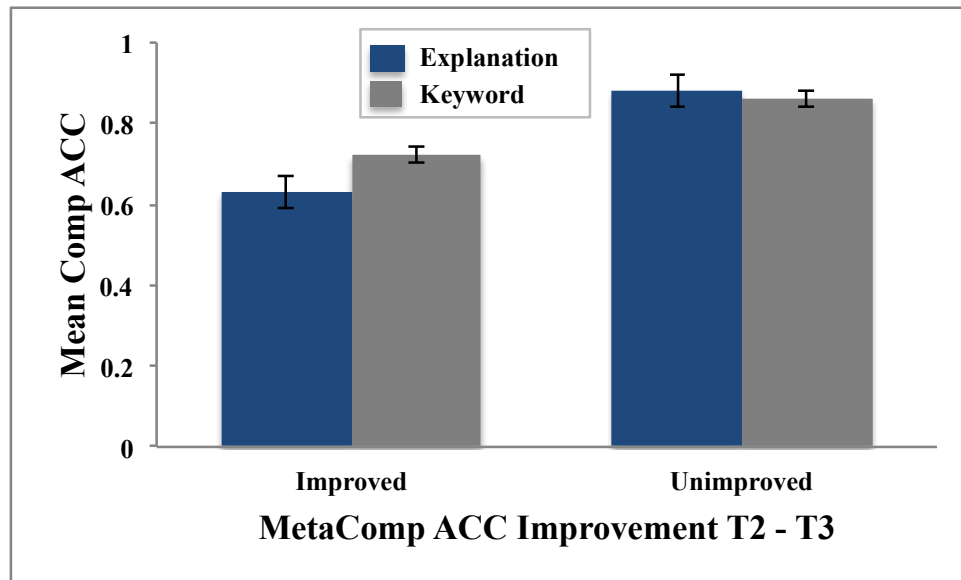 Explanation
Keyword
1
0.8
0.6
0.4
0.2
0
Mean Comp ACC
Improved
Unimproved
MetaComp ACC Improvement T2 - T3